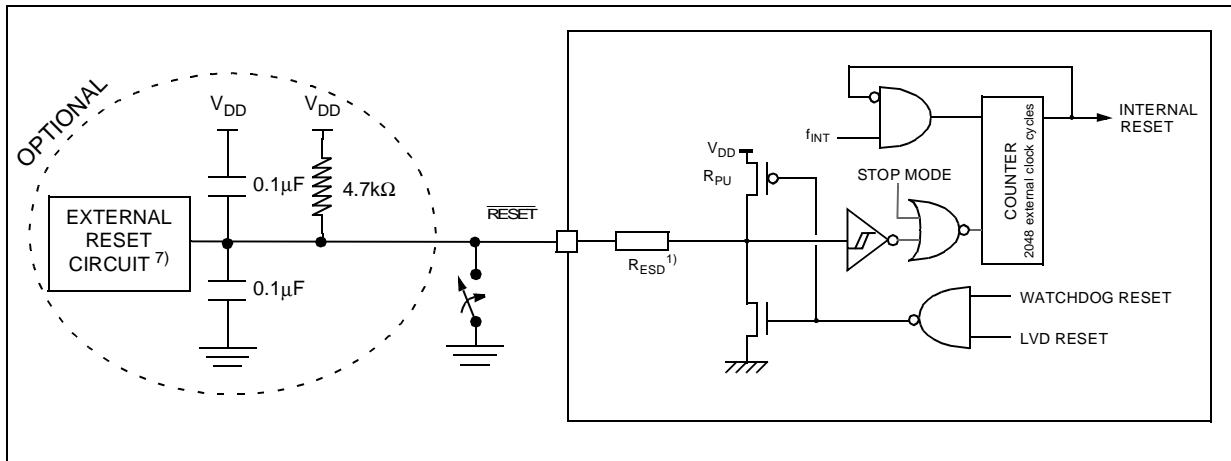 OPTIONAL
V_DD
V_DD
0.1μF
4.7kΩ
EXTERNAL
RESET
CIRCUIT 7)
0.1μF
RESET
R_ESD 1)
V_DD
R_PU
f_INT
STOP MODE
COUNTER
2048 external clock cycles
INTERNAL
RESET
WATCHDOG RESET
LVD RESET